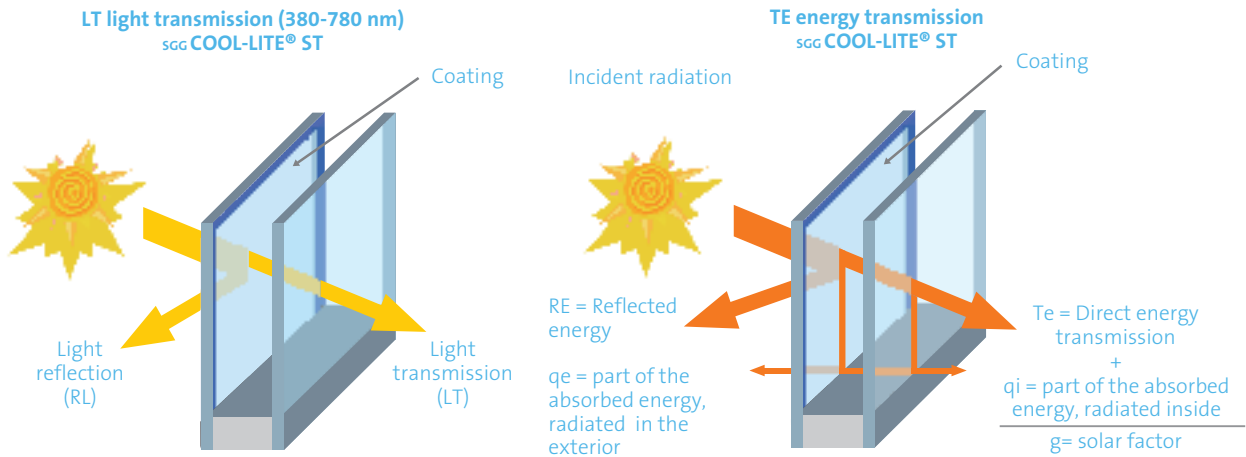 LT light transmission (380-780 nm)
SGG COOL-LITE® ST
Coating
Light
reflection
(RL)
Light
transmission
(LT)
TE energy transmission
SGG COOL-LITE® ST
Incident radiation
Coating
RE = Reflected
energy
qe = part of the
absorbed energy,
radiated in the
exterior
Te = Direct energy
transmission
+
qi = part of the absorbed
energy, radiated inside
g= solar factor